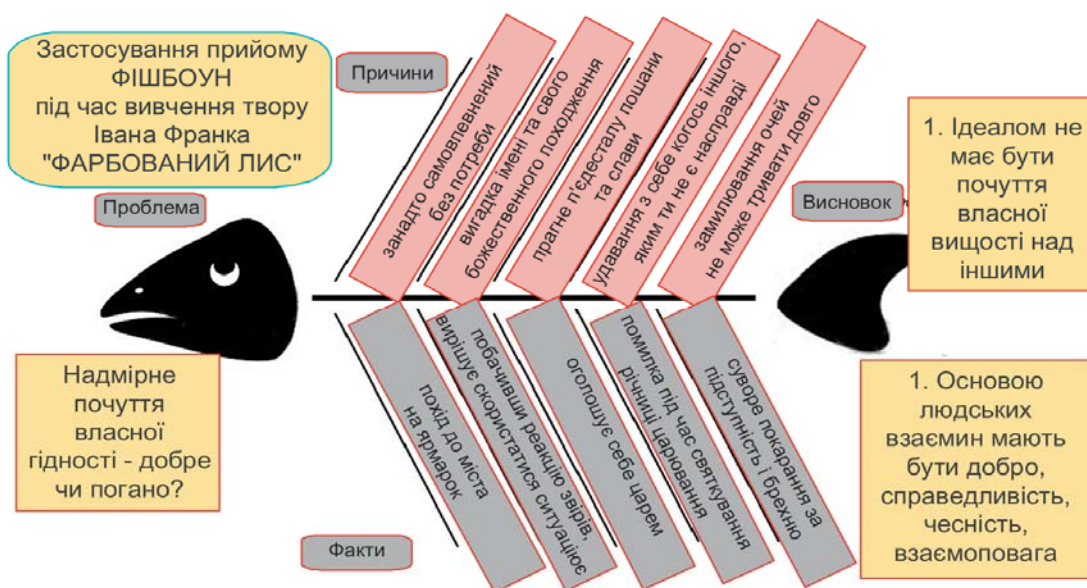 Застосування прийому
ФІШБОУН
під час вивчення твору
Івана Франка
"ФАРБОВАНИЙ ЛИС"
Причини
Проблема
занадто самовпевнений
без потреби
вигадка імені та свого
божественного походження
прагне п'єдесталу пошани
та слави
удавання з себе когось іншого,
яким ти не є насправді
замилювання очей
не може тривати довго
Висновок
1. Ідеалом не
має бути
почуття
власної
вищості над
іншими
Надмірне
почуття
власної
гідності - добре
чи погано?
Факти
похід до міста
на ярмарок
побачивши реакцію звірів,
вирішує скористатися ситуацією
оголошує себе царем
помилка під час святкування
річниці царювання
суворе покарання за
підступність і брехню
1. Основою
людських
взаємин мають
бути добро,
справедливість,
чесність,
взаємоповага